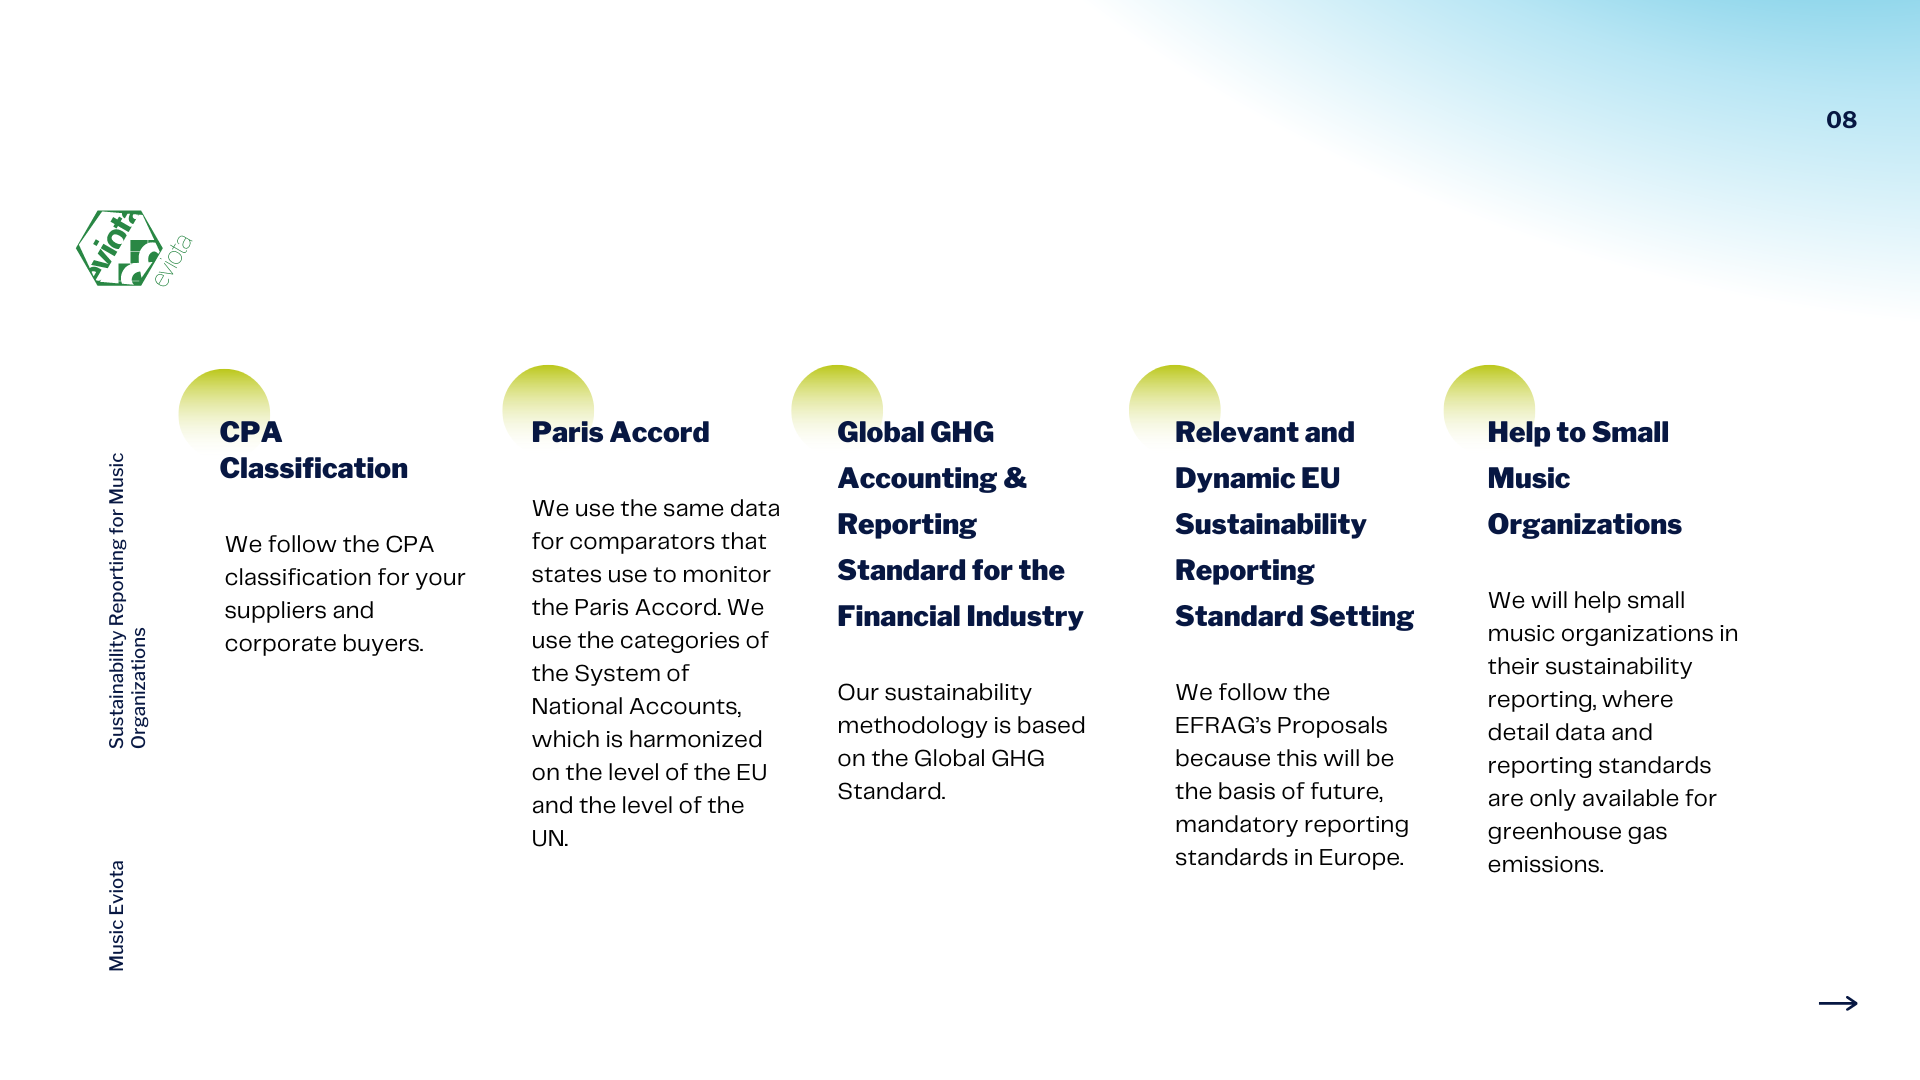 08
eviota
eviota
CPA
Classification
We follow the CPA
classification for your
suppliers and
corporate buyers.
Paris Accord
We use the same data
for comparators that
states use to monitor
the Paris Accord. We
use the categories of
the System of
National Accounts,
which is harmonized
on the level of the EU
and the level of the
UN.
Global GHG
Accounting &
Reporting
Standard for the
Financial Industry
Our sustainability
methodology is based
on the Global GHG
Standard.
Relevant and
Dynamic EU
Sustainability
Reporting
Standard Setting
We follow the
EFRAG’s Proposals
because this will be
the basis of future,
mandatory reporting
standards in Europe.
Help to Small
Music
Organizations
We will help small
music organizations in
their sustainability
reporting, where
detail data and
reporting standards
are only available for
greenhouse gas
emissions.
Sustainability Reporting for Music
Organizations
Music Eviota